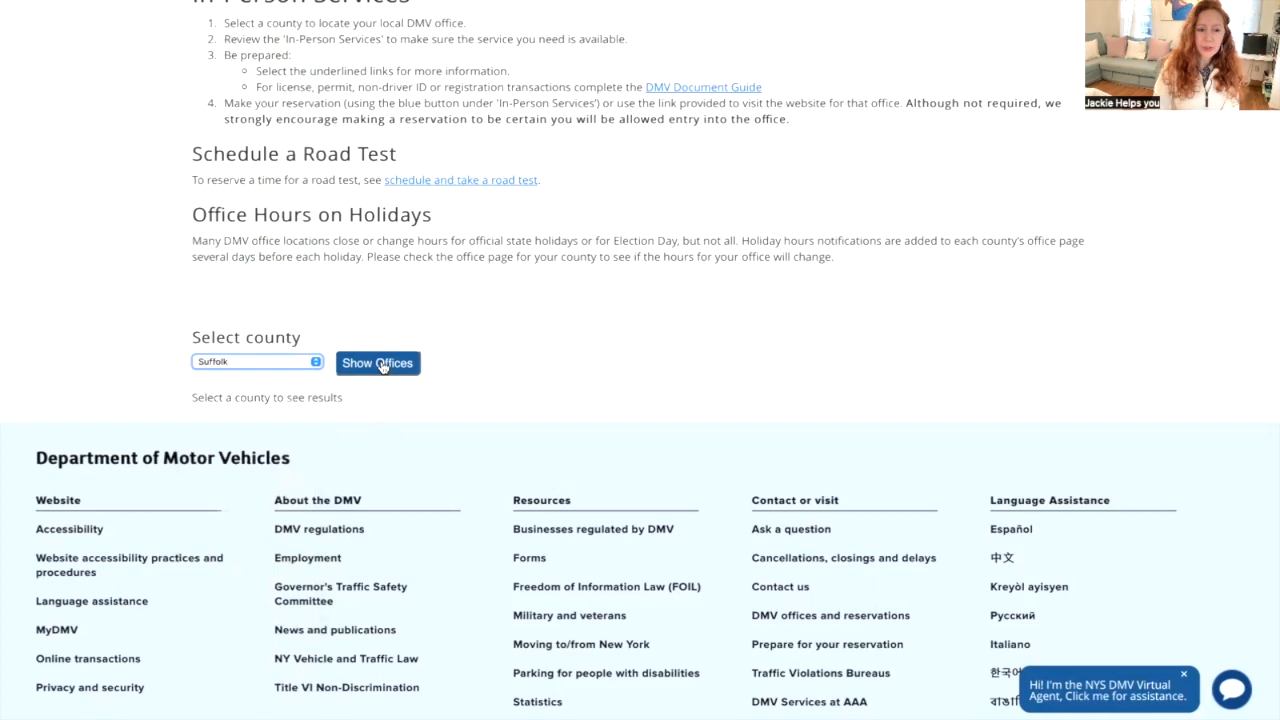 In-Person Services
1. Select a county to locate your local DMV office.
2. Review the 'In-Person Services' to make sure the service you need is available.
3. Be prepared:
Select the underlined links for more information.
For license, permit, non-driver ID or registration transactions complete the DMV Document Guide
4. Make your reservation (using the blue button under 'In-Person Services') or use the link provided to visit the website for that office. Although not required, we
strongly encourage making a reservation to be certain you will be allowed entry into the office.
Jackie Helps you
Schedule a Road Test
To reserve a time for a road test, see schedule and take a road test.
Office Hours on Holidays
Many DMV office locations close or change hours for official state holidays or for Election Day, but not all. Holiday hours notifications are added to each county's office page
several days before each holiday. Please check the office page for your county to see if the hours for your office will change.
Select county
Suffolk
Show Offices
Select a county to see results
Department of Motor Vehicles
Website
Accessibility
Website accessibility practices and
procedures
Language assistance
MyDMV
Online transactions
Privacy and security
About the DMV
DMV regulations
Employment
Governor's Traffic Safety
Committee
News and publications
NY Vehicle and Traffic Law
Title VI Non-Discrimination
Resources
Businesses regulated by DMV
Forms
Freedom of Information Law (FOIL)
Military and veterans
Moving to/from New York
Parking for people with disabilities
Statistics
Contact or visit
Ask a question
Cancellations, closings and delays
Contact us
DMV offices and reservations
Prepare for your reservation
Traffic Violations Bureaus
DMV Services at AAA
Language Assistance
Español
中文
Kreyòl ayisyen
Русский
Italiano
한국어
Hi! I'm the NYS DMV Virtual
Agent, Click me for assistance.